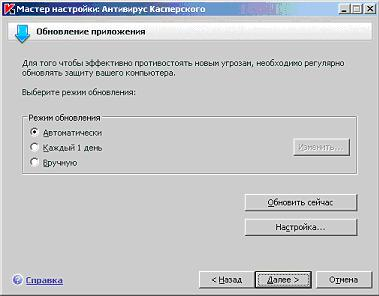 Мастер настройки: Антивирус Касперского
Обновление приложения
Для того чтобы эффективно противостоять новым угрозам, необходимо регулярно
обновлять защиту вашего компьютера.
Выберите режим обновления:
Режим обновления
Автоматически
Каждый 1 день
Вручную
Изменить...
Обновить сейчас
Настройка...
Справка
< Назад
Далее >
Отмена